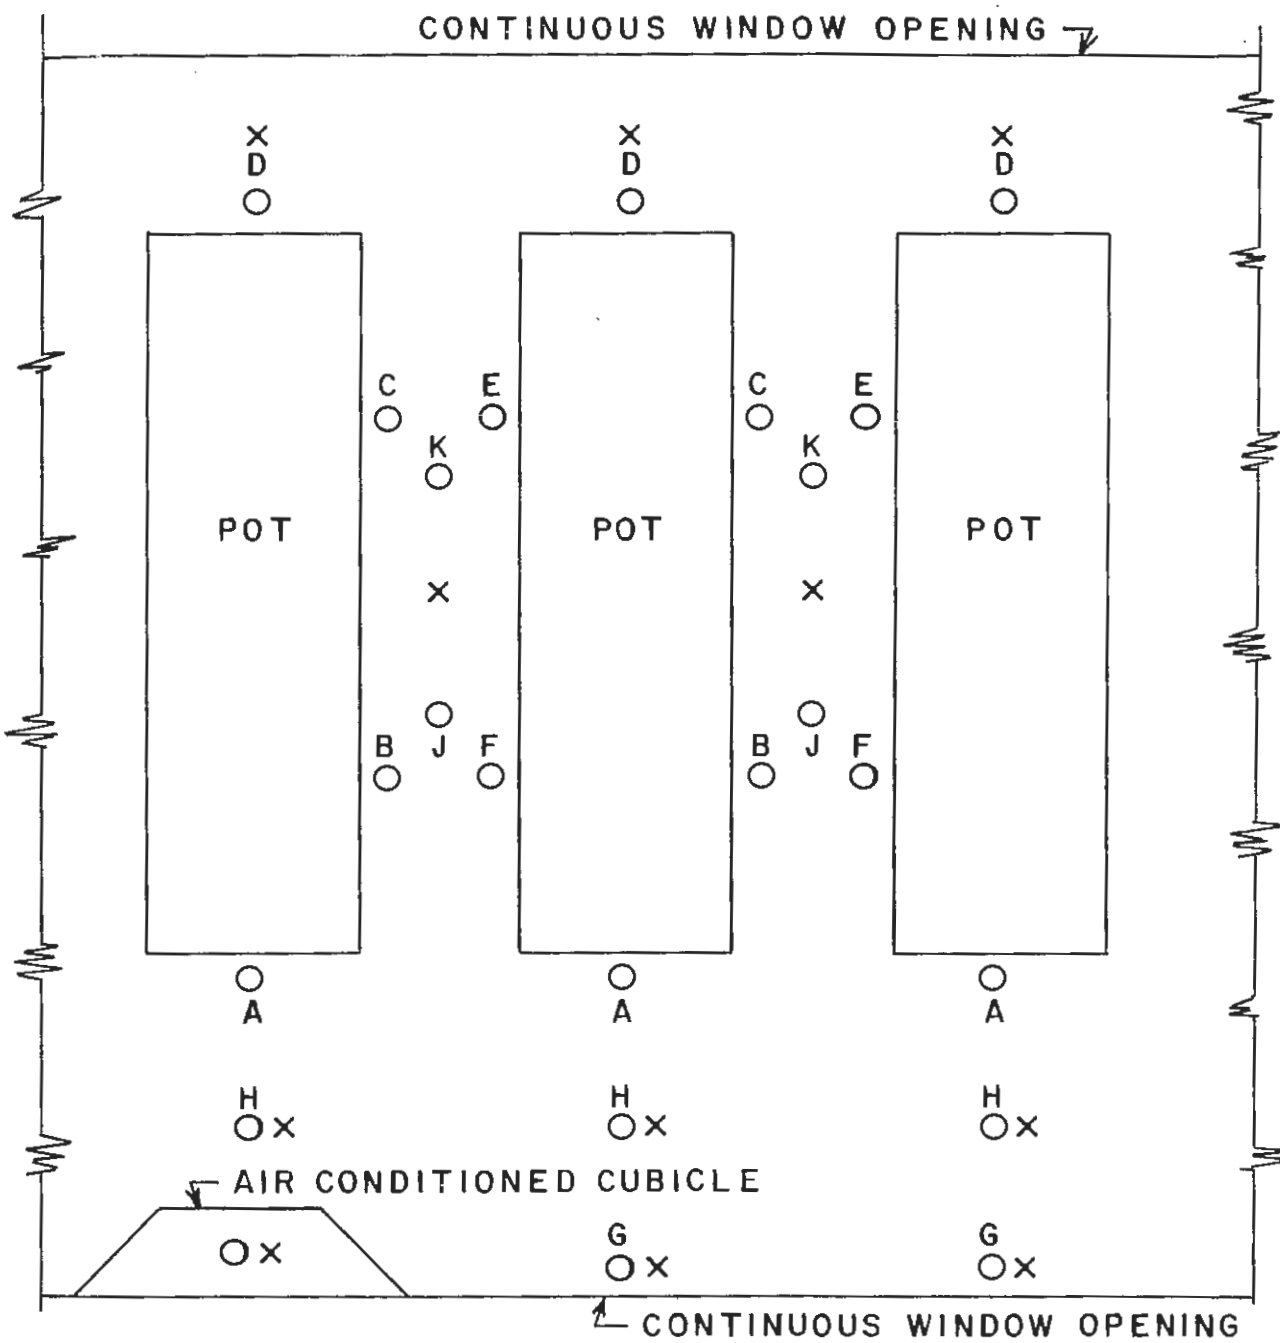 CONTINUOUS WINDOW OPENING
D D D
C E C E
K K
POT POT POT
B J F B J F
A A A
H H H
AIR CONDITIONED CUBICLE
G G
CONTINUOUS WINDOW OPENING